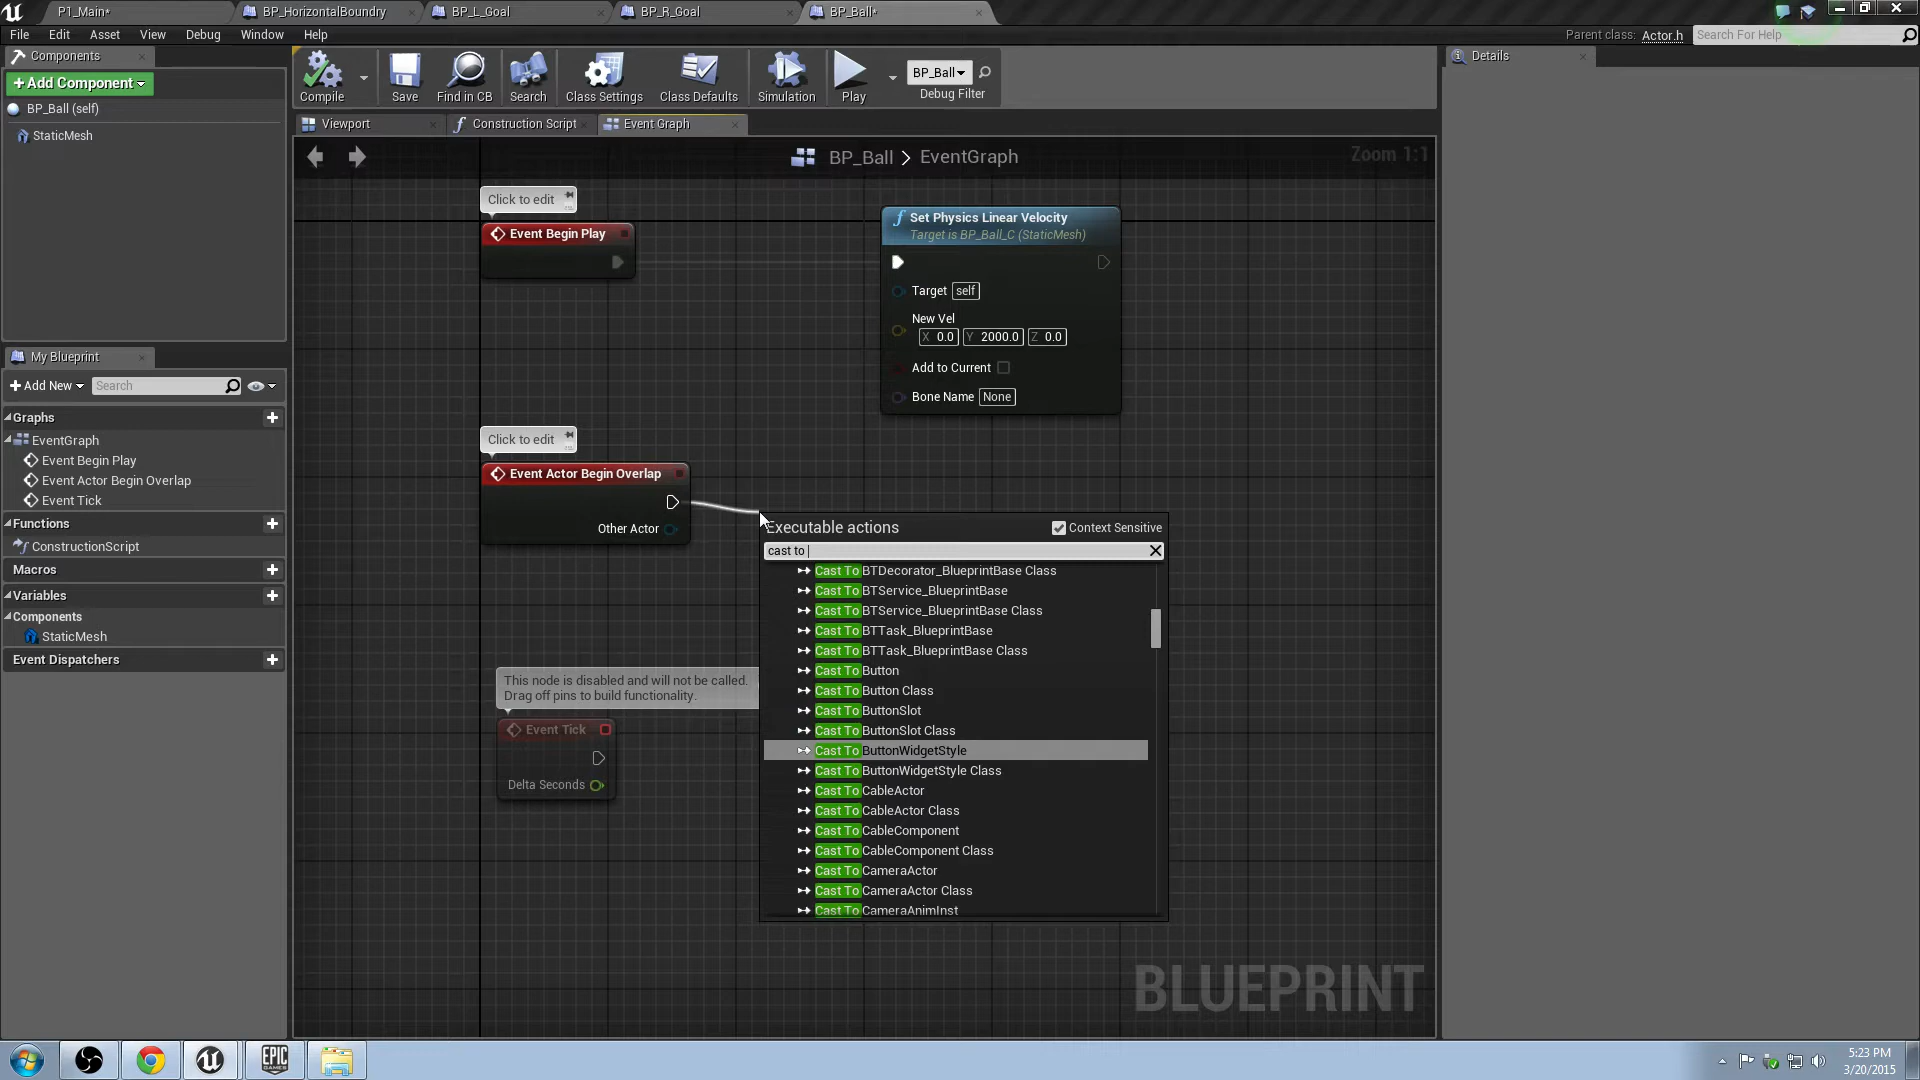 P1_Main*
BP_HorizontalBoundry
BP_L_Goal
BP_R_Goal
BP_Ball*
File Edit Asset View Debug Window Help
Parent class: Actor.h
Search For Help
Components
+Add Component
BP_Ball (self)
StaticMesh
Compile
Save
Find in CB
Search
Class Settings
Class Defaults
Simulation
Play
BP_Ball
Debug Filter
Details
Viewport
Construction Script
Event Graph
BP_Ball > EventGraph
Zoom 1:1
Click to edit
Event Begin Play
Set Physics Linear Velocity
Target is BP_Ball_C (StaticMesh)
Target self
New Vel
X 0.0 Y 2000.0 Z 0.0
Add to Current
Bone Name None
My Blueprint
+Add New
Search
Graphs
EventGraph
Event Begin Play
Event Actor Begin Overlap
Event Tick
Functions
ConstructionScript
Macros
Variables
Components
StaticMesh
Event Dispatchers
Click to edit
Event Actor Begin Overlap
Other Actor
This node is disabled and will not be called.
Drag off pins to build functionality.
Event Tick
Delta Seconds
Executable actions
Context Sensitive
cast to
Cast To BTDecorator_BlueprintBase Class
Cast To BTService_BlueprintBase
Cast To BTService_BlueprintBase Class
Cast To BTTask_BlueprintBase
Cast To BTTask_BlueprintBase Class
Cast To Button
Cast To Button Class
Cast To ButtonSlot
Cast To ButtonSlot Class
Cast To ButtonWidgetStyle
Cast To ButtonWidgetStyle Class
Cast To CableActor
Cast To CableActor Class
Cast To CableComponent
Cast To CableComponent Class
Cast To CameraActor
Cast To CameraActor Class
Cast To CameraAnimInst
BLUEPRINT
EPIC
GAMES
5:23 PM
3/20/2015